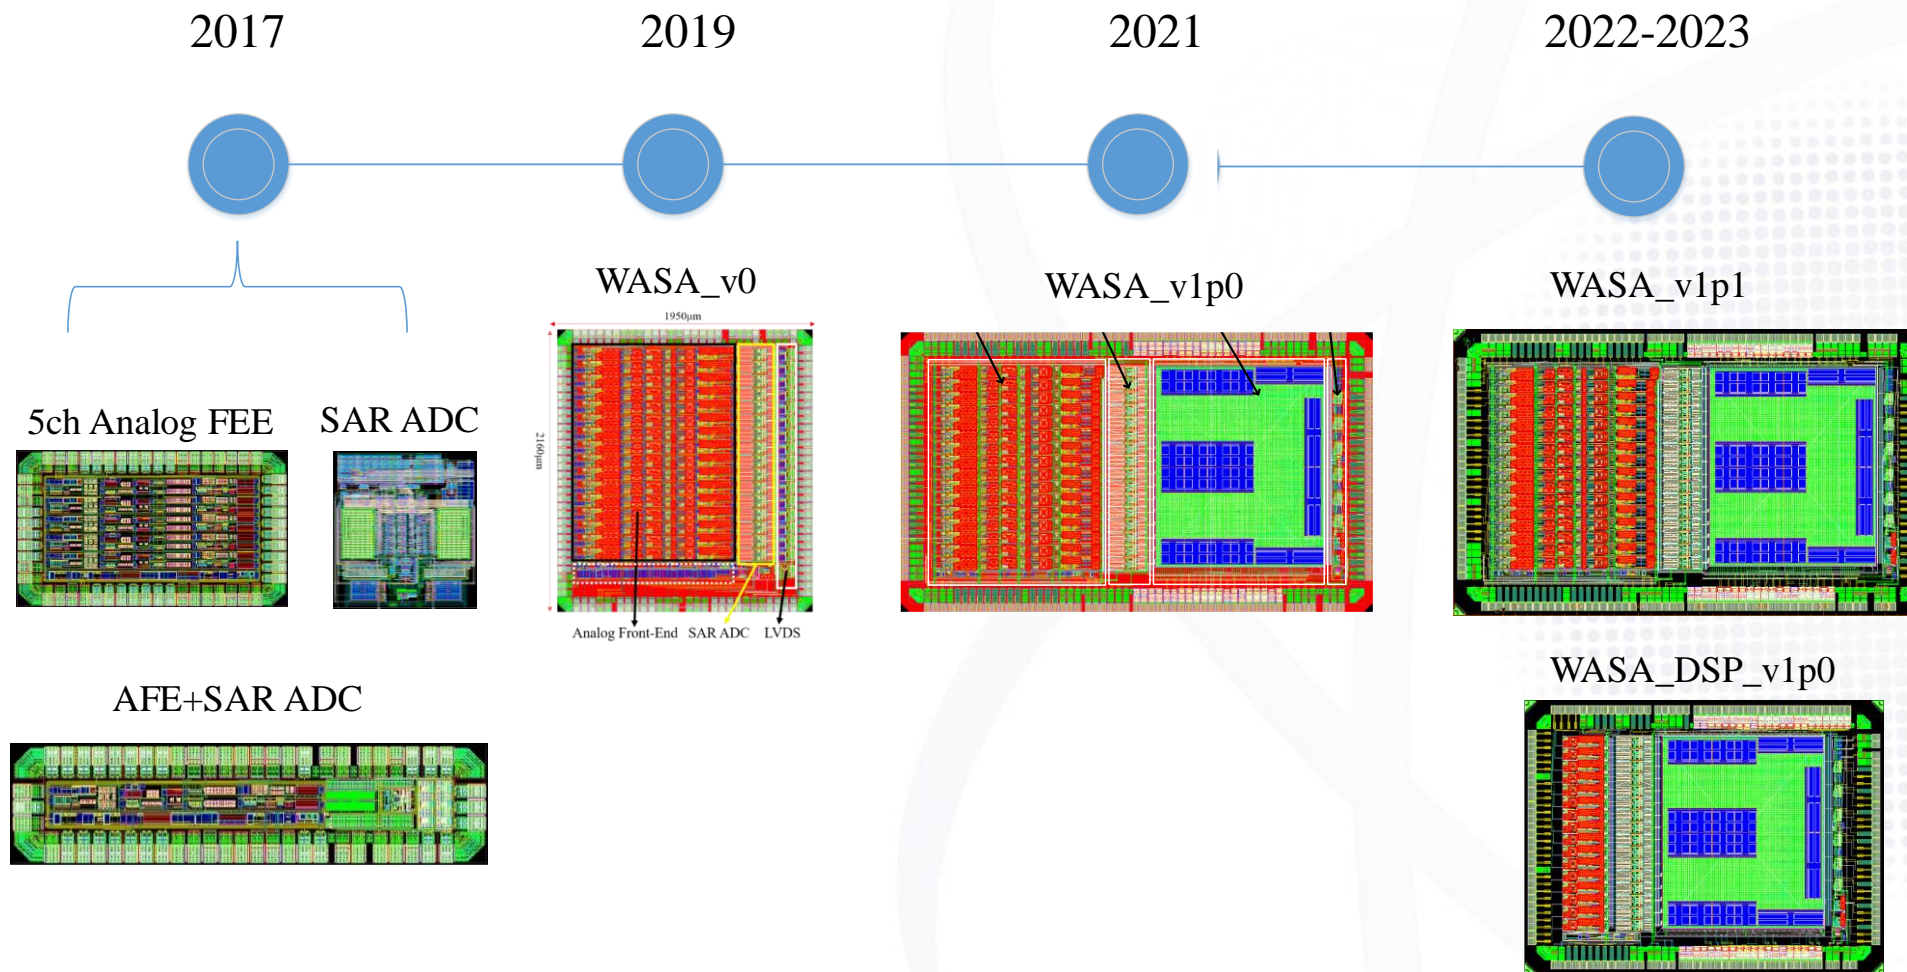 2017
2019
2021
2022-2023
WASA_v0
WASA_v1p0
WASA_v1p1
1950μm
2160μm
5ch Analog FEE
SAR ADC
Analog Front-End
SAR ADC
LVDS
WASA_DSP_v1p0
AFE+SAR ADC